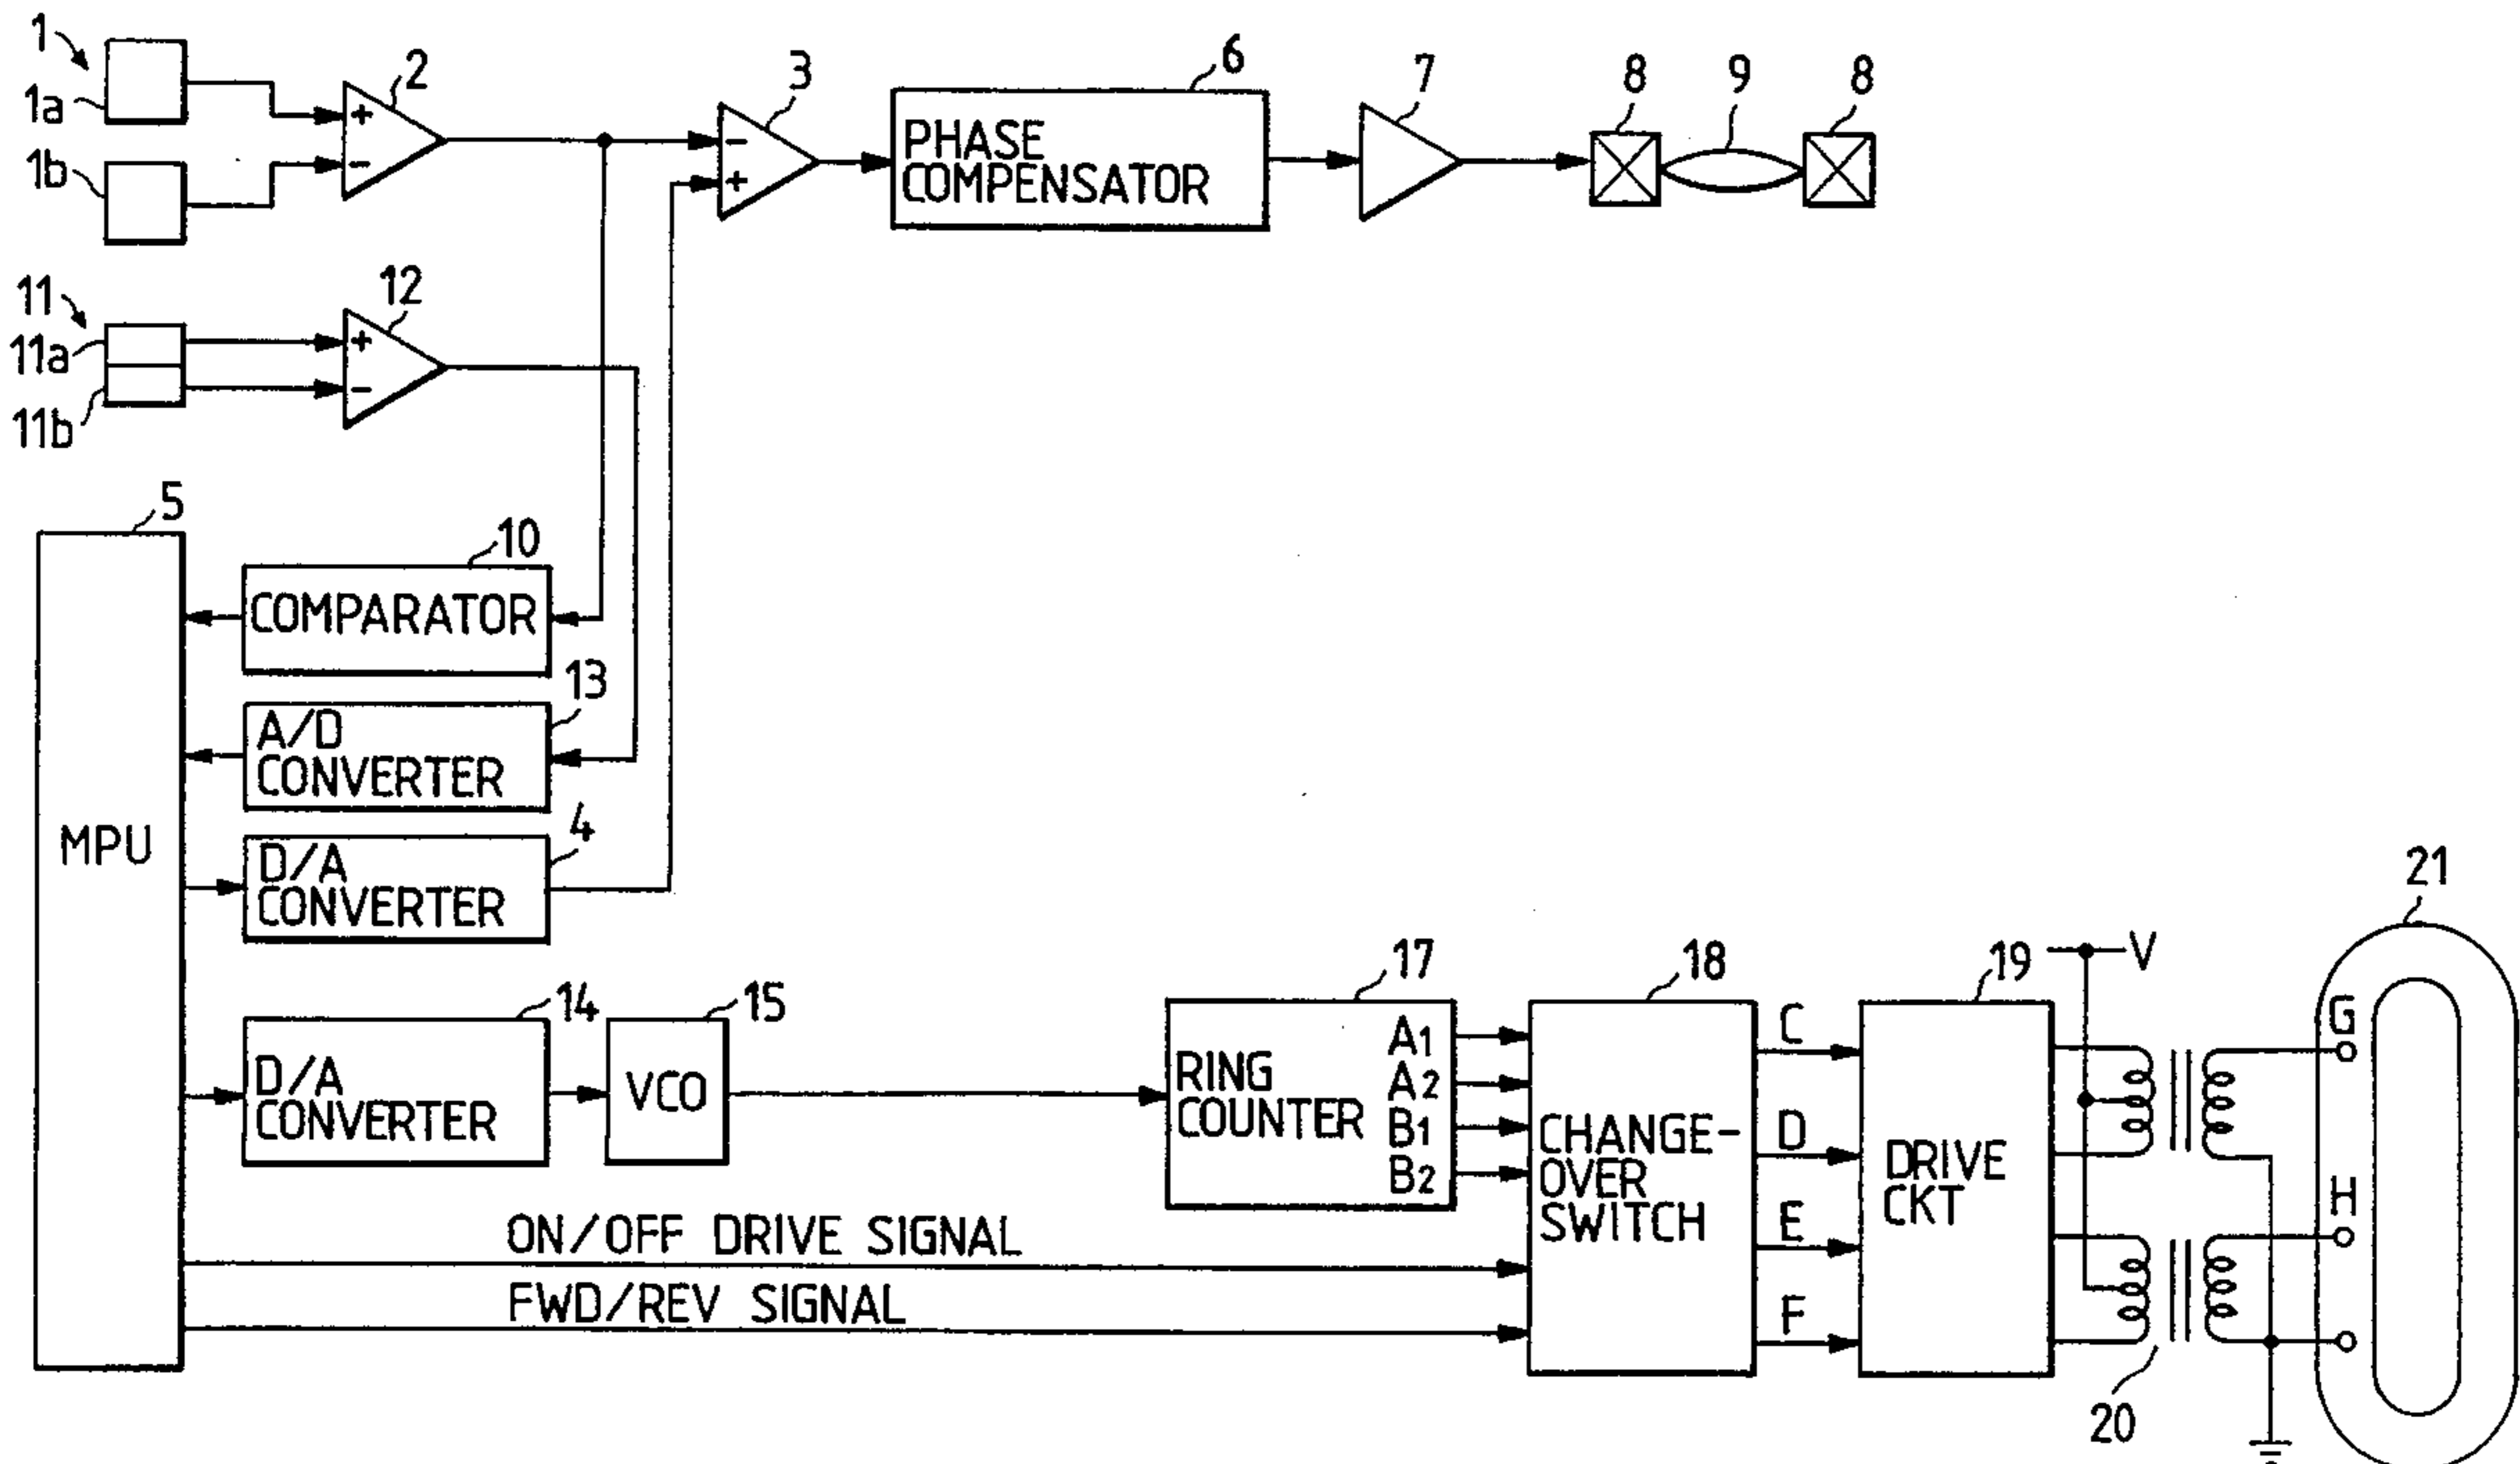 1
1a
1b
2
3
6
7
8
9
8
+
-
-
+
PHASE
COMPENSATOR
11
11a
11b
12
+
-
5
MPU
10
COMPARATOR
13
A/D
CONVERTER
4
D/A
CONVERTER
14
D/A
CONVERTER
15
VCO
17
RING
COUNTER
A1
A2
B1
B2
18
CHANGE-
OVER
SWITCH
C
D
E
F
19
DRIVE
CKT
V
20
21
G
H
ON/OFF DRIVE SIGNAL
FWD/REV SIGNAL